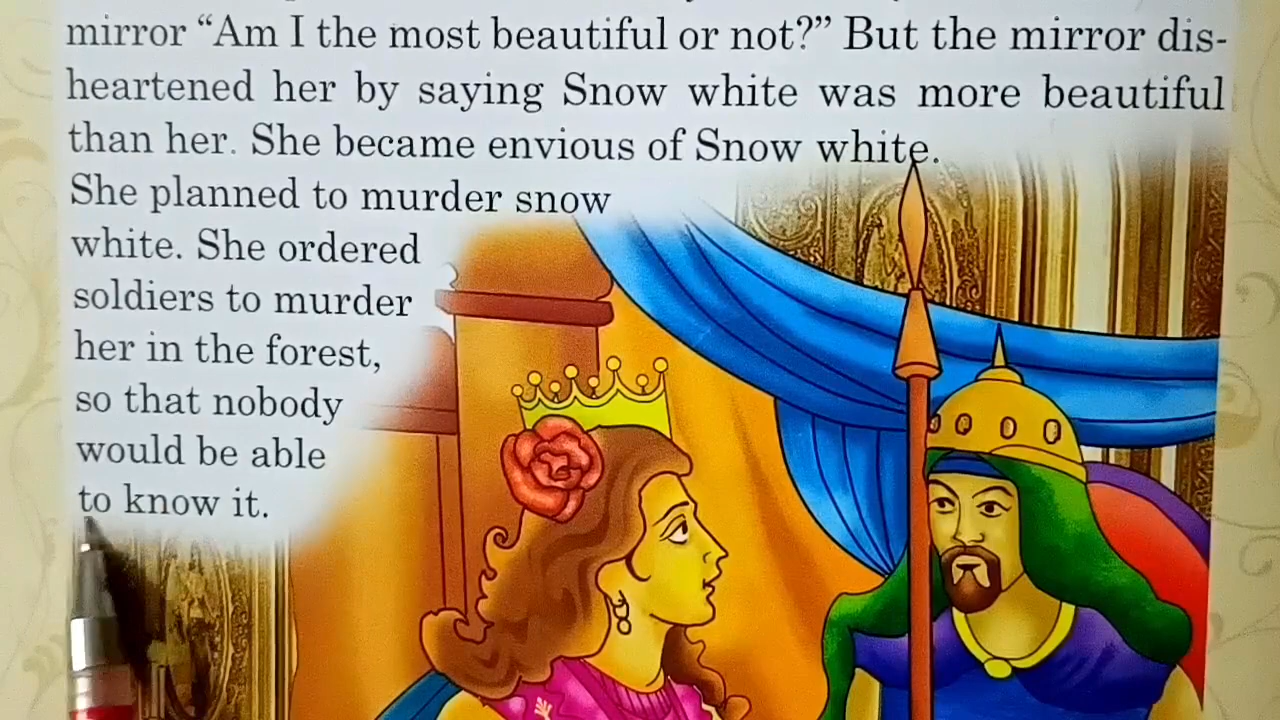 mirror “Am I the most beautiful or not?” But the mirror dis-
heartened her by saying Snow white was more beautiful
than her. She became envious of Snow white.
She planned to murder snow
white. She ordered
soldiers to murder
her in the forest,
so that nobody
would be able
to know it.